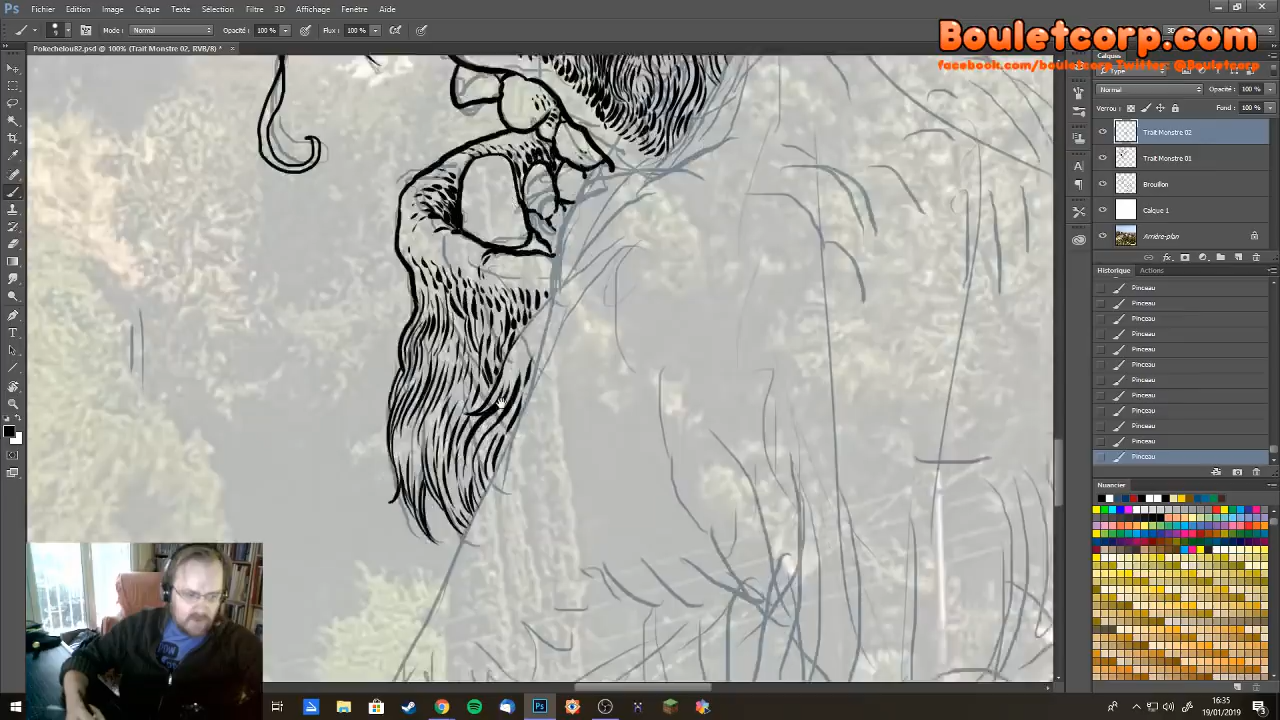 Ps Fichier Edition Image Calque Texte Sélection Filtre 3D Affichage Fenêtre Aide
Mode : Normal Opacité : 100 % Flux : 100 %
Pokechelou82.psd @ 100% (Trait Monstre 02, RVB/8) * ×
Bouletcorp.com
facebook.com/bouletcorp Twitter: @Bouletcorp
Calques
Type
Normal Opacité : 100 %
Verrou : Fond : 100 %
Trait Monstre 02
Trait Monstre 01
Brouillon
Calque 1
Arrière-plan
Historique Actions
Pinceau
Pinceau
Pinceau
Pinceau
Pinceau
Pinceau
Pinceau
Pinceau
Pinceau
Pinceau
Pinceau
Pinceau
Nuancier
16:35
19/01/2019